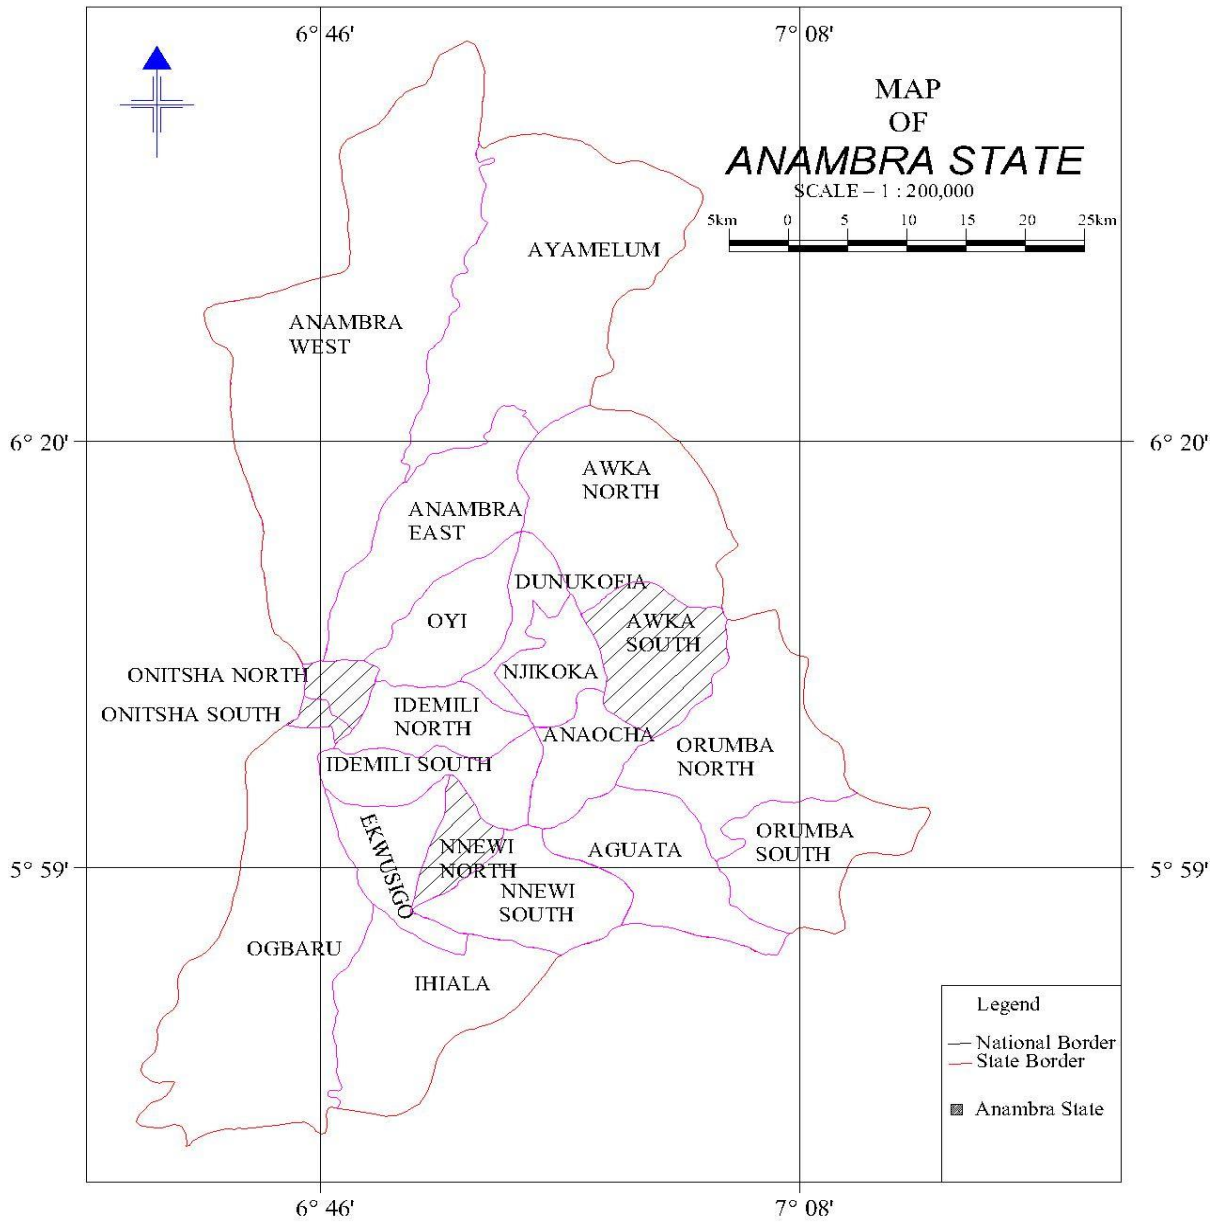 6° 46'
7° 08'
MAP
OF
ANAMBRA STATE
SCALE – 1 : 200,000
5km 0 5 10 15 20 25km
AYAMELUM
ANAMBRA
WEST
6° 20'
6° 20'
AWKA
NORTH
ANAMBRA
EAST
DUNUKOFIA
OYI
AWKA
SOUTH
ONITSHA NORTH
NJIKOKA
ONITSHA SOUTH
IDEMILI
NORTH
ANAOCHA
ORUMBA
NORTH
IDEMILI SOUTH
EKWUSIGO
ORUMBA
SOUTH
NNEWI
NORTH
AGUATA
5° 59'
5° 59'
NNEWI
SOUTH
OGBARU
IHIALA
Legend
National Border
State Border
Anambra State
6° 46'
7° 08'